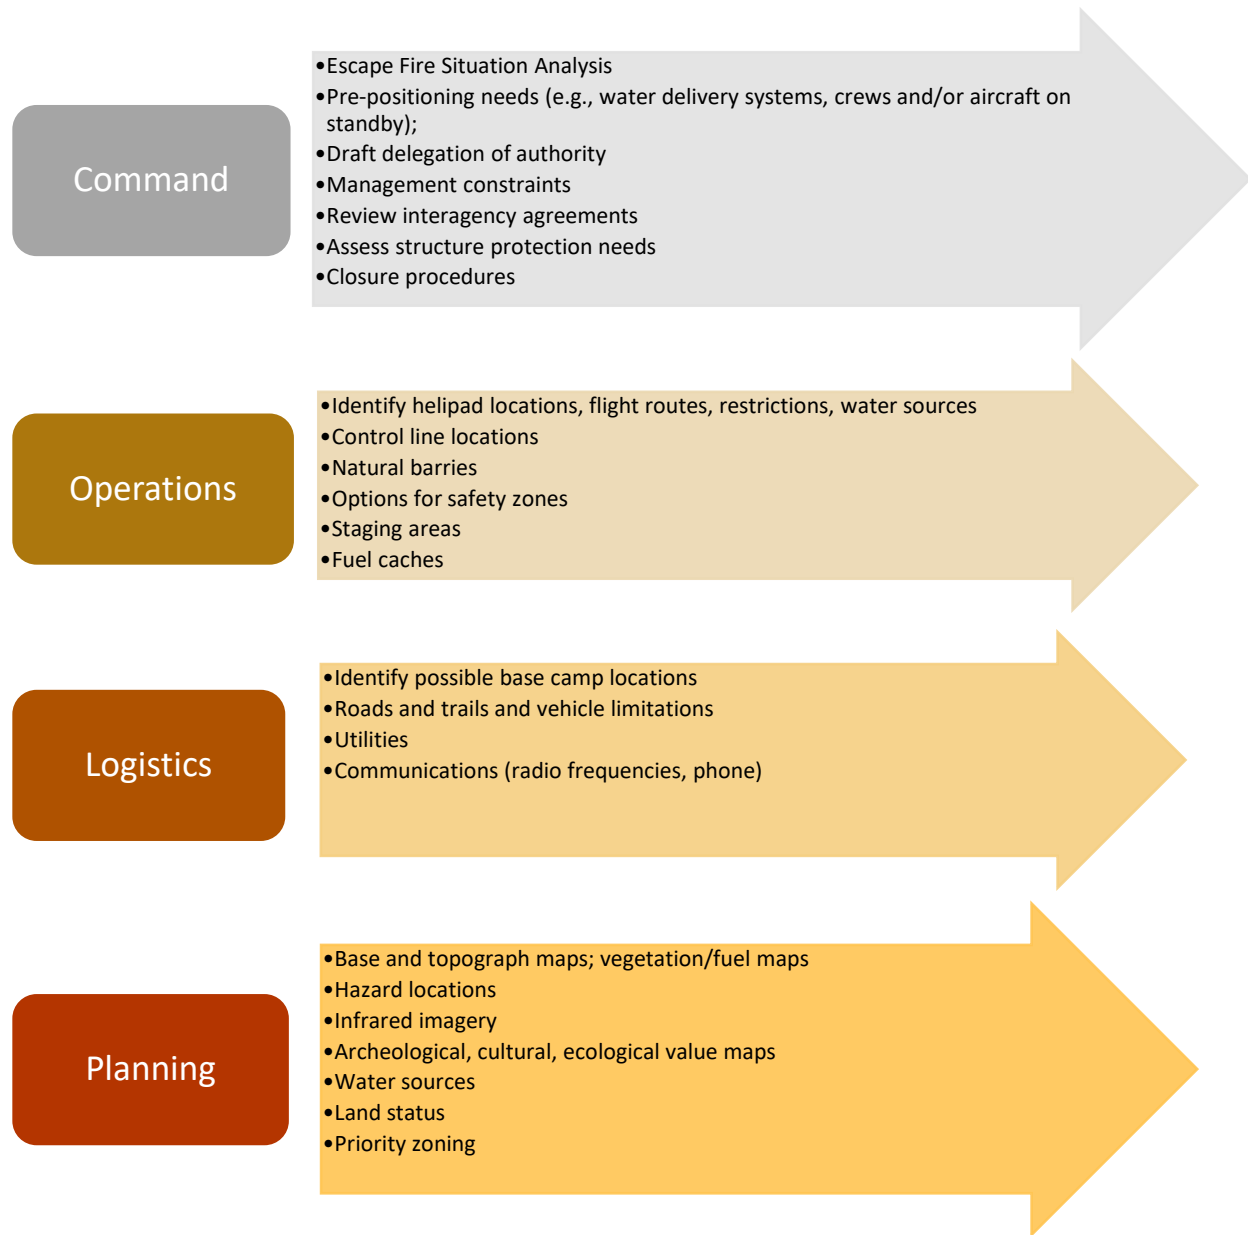 Command
•Escape Fire Situation Analysis
•Pre-positioning needs (e.g., water delivery systems, crews and/or aircraft on
standby);
•Draft delegation of authority
•Management constraints
•Review interagency agreements
•Assess structure protection needs
•Closure procedures
Operations
•Identify helipad locations, flight routes, restrictions, water sources
•Control line locations
•Natural barries
•Options for safety zones
•Staging areas
•Fuel caches
Logistics
•Identify possible base camp locations
•Roads and trails and vehicle limitations
•Utilities
•Communications (radio frequencies, phone)
Planning
•Base and topograph maps; vegetation/fuel maps
•Hazard locations
•Infrared imagery
•Archeological, cultural, ecological value maps
•Water sources
•Land status
•Priority zoning